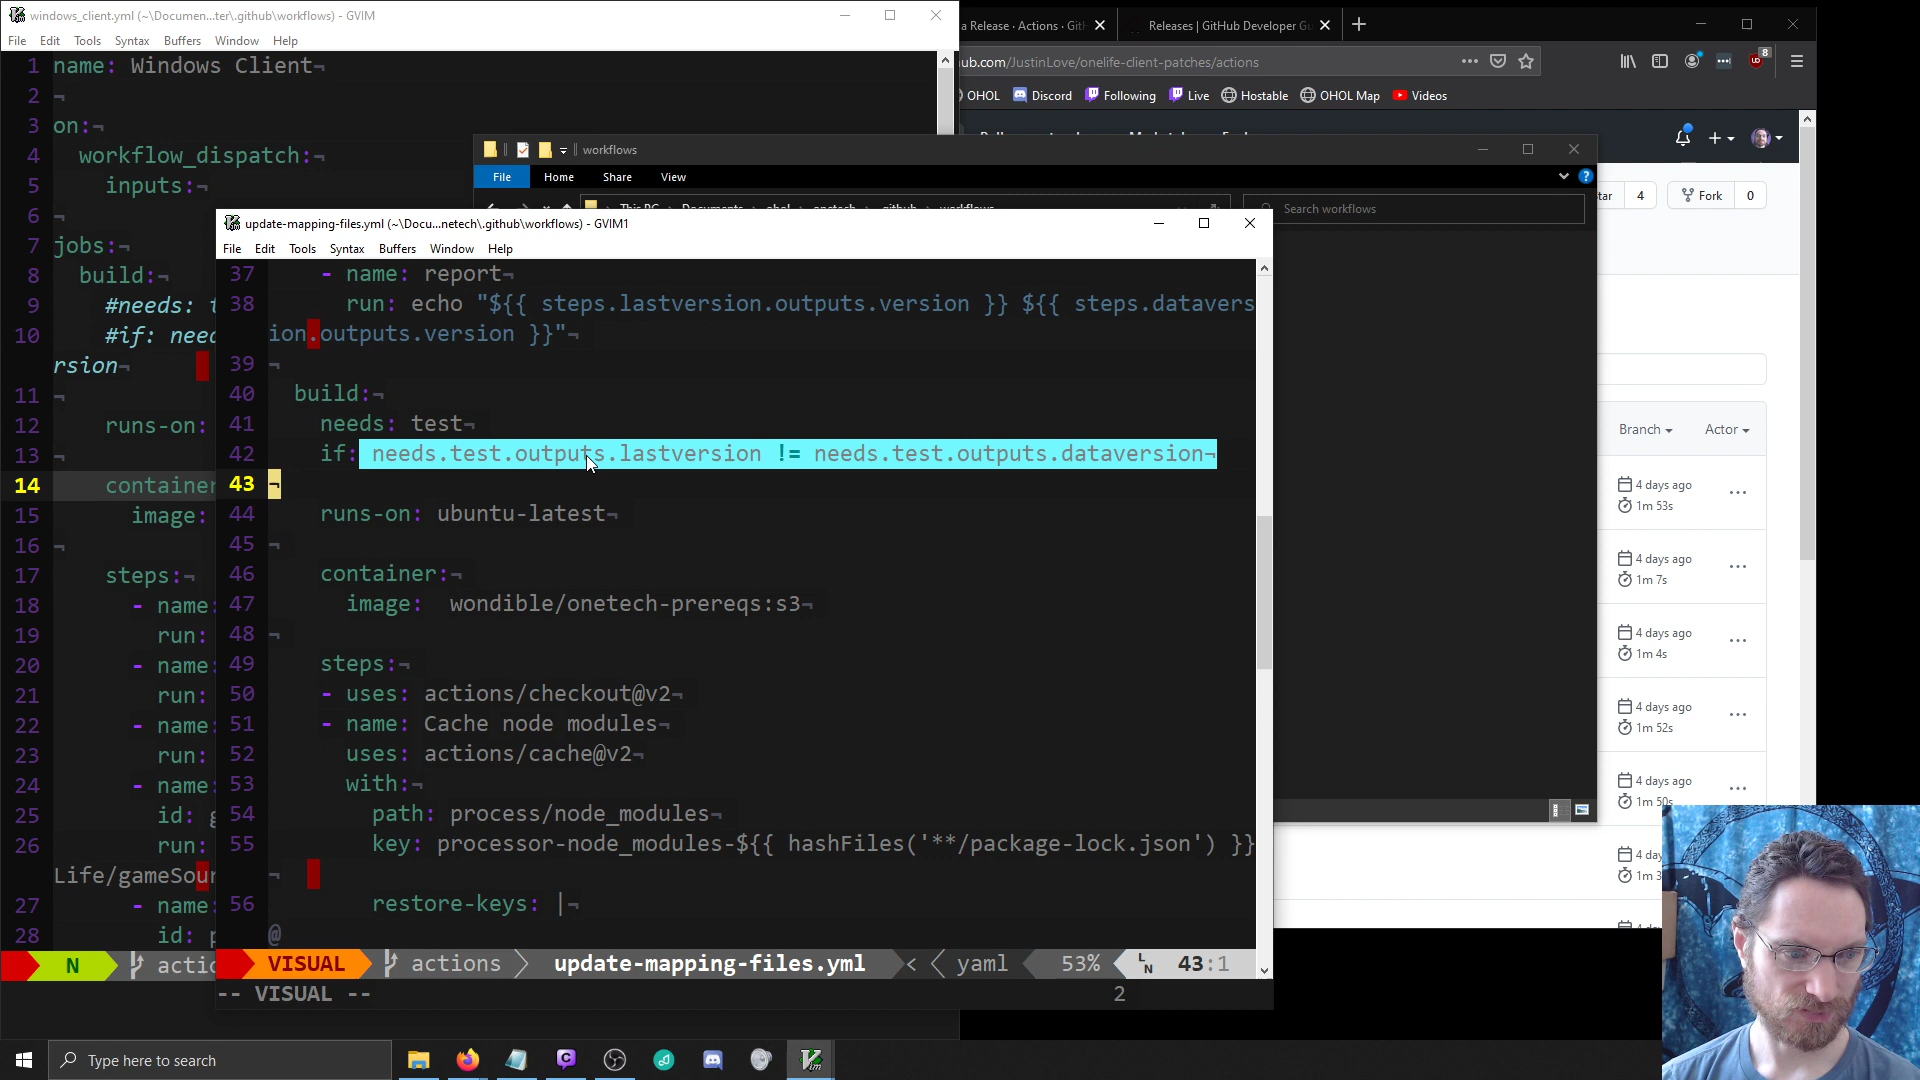 windows_client.yml (~\Documen...ter\.github\workflows) - GVIM
File Edit Tools Syntax Buffers Window Help
1 name: Windows Client¬
2 ¬
3 on:¬
4 workflow_dispatch:¬
5 inputs:¬
6 ¬
7 jobs:¬
8 build:¬
9 #needs:
10 #if:
rsion¬
11 ¬
12 runs-on:
13 ¬
14 container
15 image:
16 ¬
17 steps:¬
18 - name:
19 run:
20 - name:
21 run:
22 - name:
23 run:
24 - name:
25 id:
26 run:
Life/gameSour
27 - name:
28 id:
N actio
a Release · Actions · Git
Releases | GitHub Developer Gu
ub.com/JustinLove/onelife-client-patches/actions
8
OHOL Discord Following Live Hostable OHOL Map Videos
workflows
File Home Share View
Search workflows
tar 4 Fork 0
update-mapping-files.yml (~\Docu...netech\.github\workflows) - GVIM1
File Edit Tools Syntax Buffers Window Help
37 - name: report¬
38 run: echo "${{ steps.lastversion.outputs.version }} ${{ steps.datavers
ion.outputs.version }}"¬
39 ¬
40 build:¬
41 needs: test¬
42 if: needs.test.outputs.lastversion != needs.test.outputs.dataversion¬
43 ¬
44 runs-on: ubuntu-latest¬
45 ¬
46 container:¬
47 image:  wondible/onetech-prereqs:s3¬
48 ¬
49 steps:¬
50 - uses: actions/checkout@v2¬
51 - name: Cache node modules¬
52 uses: actions/cache@v2¬
53 with:¬
54 path: process/node_modules¬
55 key: processor-node_modules-${{ hashFiles('**/package-lock.json') }}
¬
56 restore-keys: |¬
@
VISUAL actions update-mapping-files.yml < yaml 53% LN 43:1
-- VISUAL -- 2
Branch Actor
4 days ago
1m 53s
4 days ago
1m 7s
4 days ago
1m 4s
4 days ago
1m 52s
4 days ago
1m 50s
4 day
1m 3
Type here to search